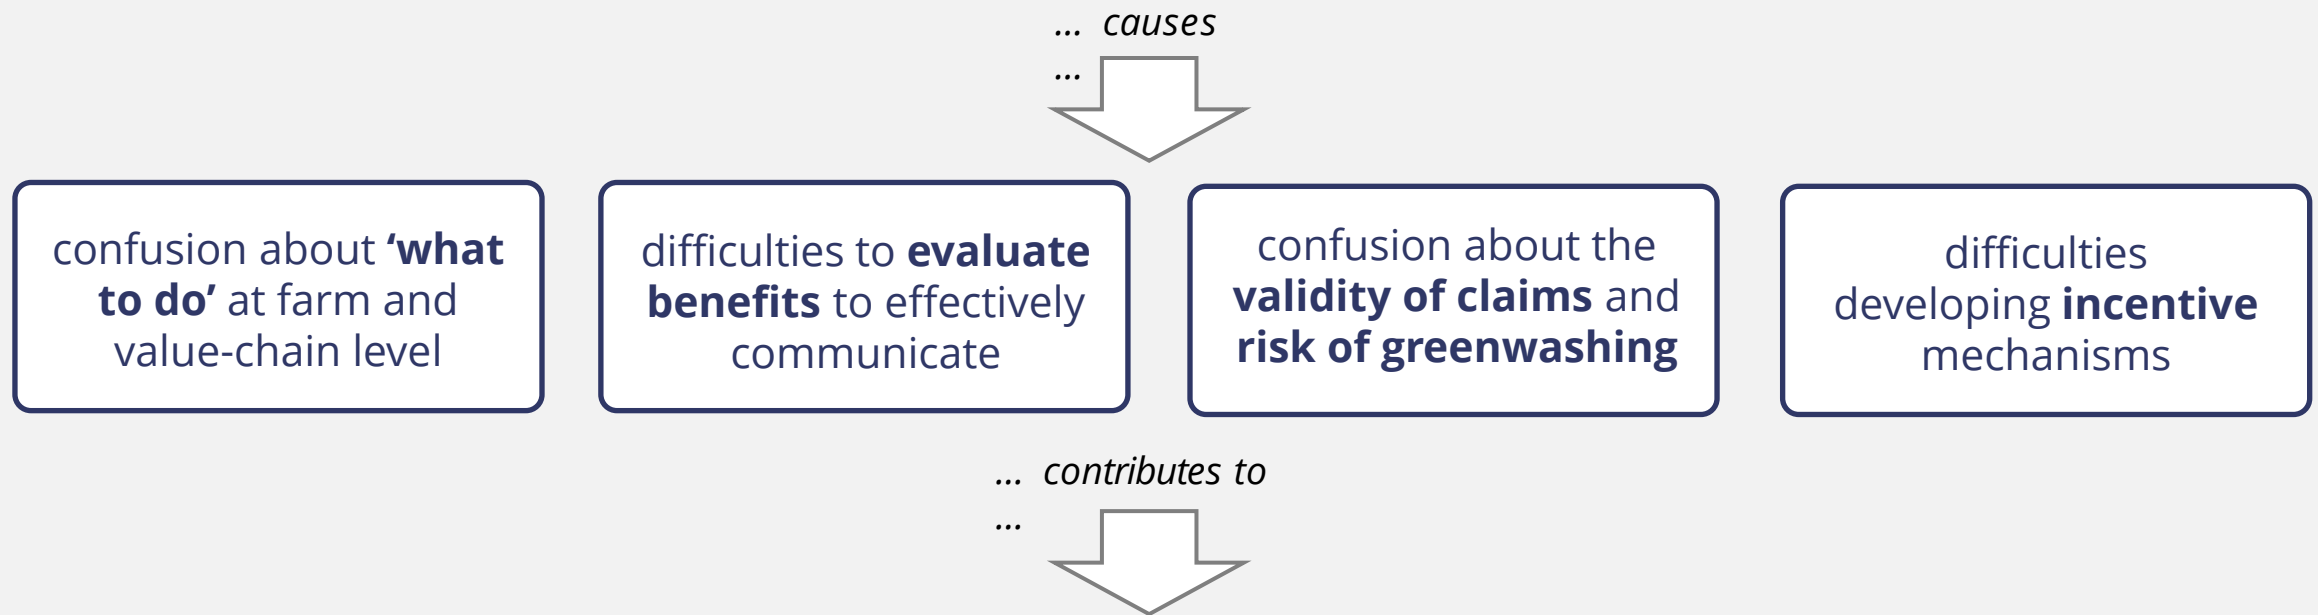 ... causes
...
confusion about ‘what
to do’ at farm and
value-chain level
difficulties to evaluate
benefits to effectively
communicate
confusion about the
validity of claims and
risk of greenwashing
difficulties
developing incentive
mechanisms
... contributes to
...